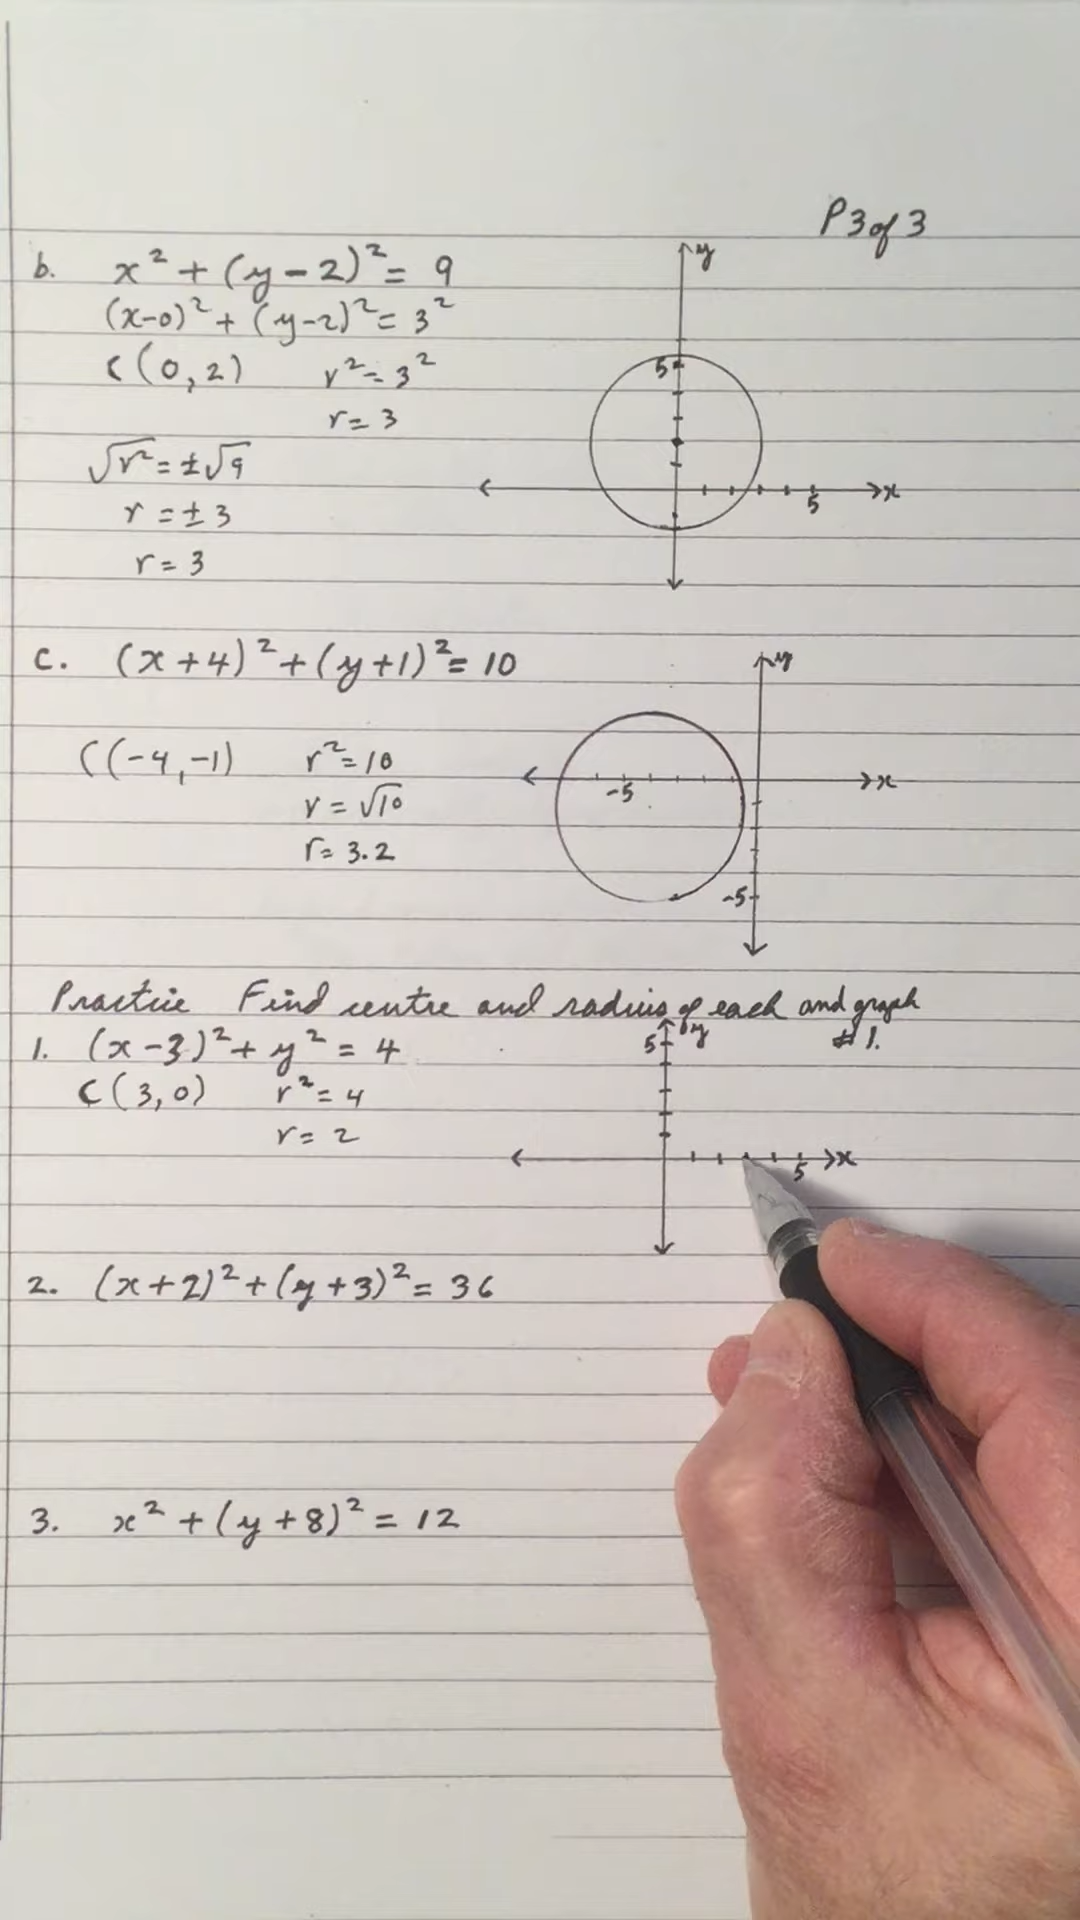 P3 of 3
b. x² + (y - 2)² = 9
(x-0)² + (y-2)² = 3²
C(0,2) r² = 3²
r = 3
√r² = ±√9
r = ±3
r = 3
y
5
5
x
c. (x+4)² + (y+1)² = 10
C(-4,-1) r² = 10
r = √10
r = 3.2
y
-5
x
-5
Practice Find centre and radius of each and graph
1. (x-3)² + y² = 4
C(3,0) r² = 4
r = 2
#1.
5 y
5 x
2. (x+2)² + (y+3)² = 36
3. x² + (y+8)² = 12